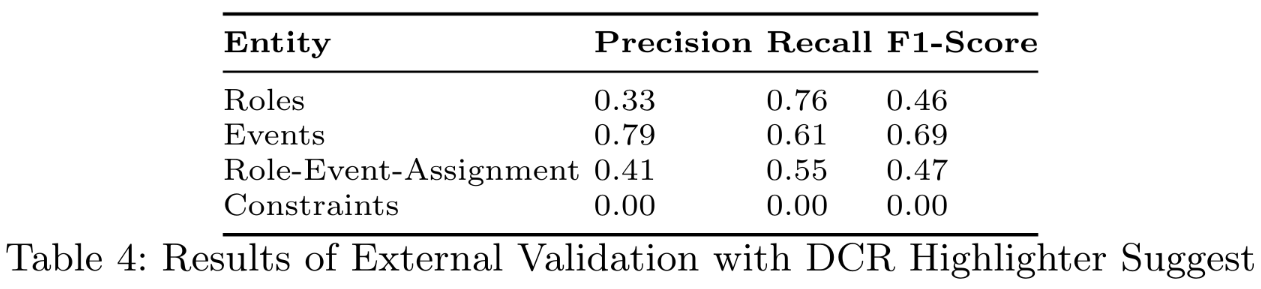 Entity Precision Recall F1-Score
Roles 0.33 0.76 0.46
Events 0.79 0.61 0.69
Role-Event-Assignment 0.41 0.55 0.47
Constraints 0.00 0.00 0.00
Table 4: Results of External Validation with DCR Highlighter Suggest